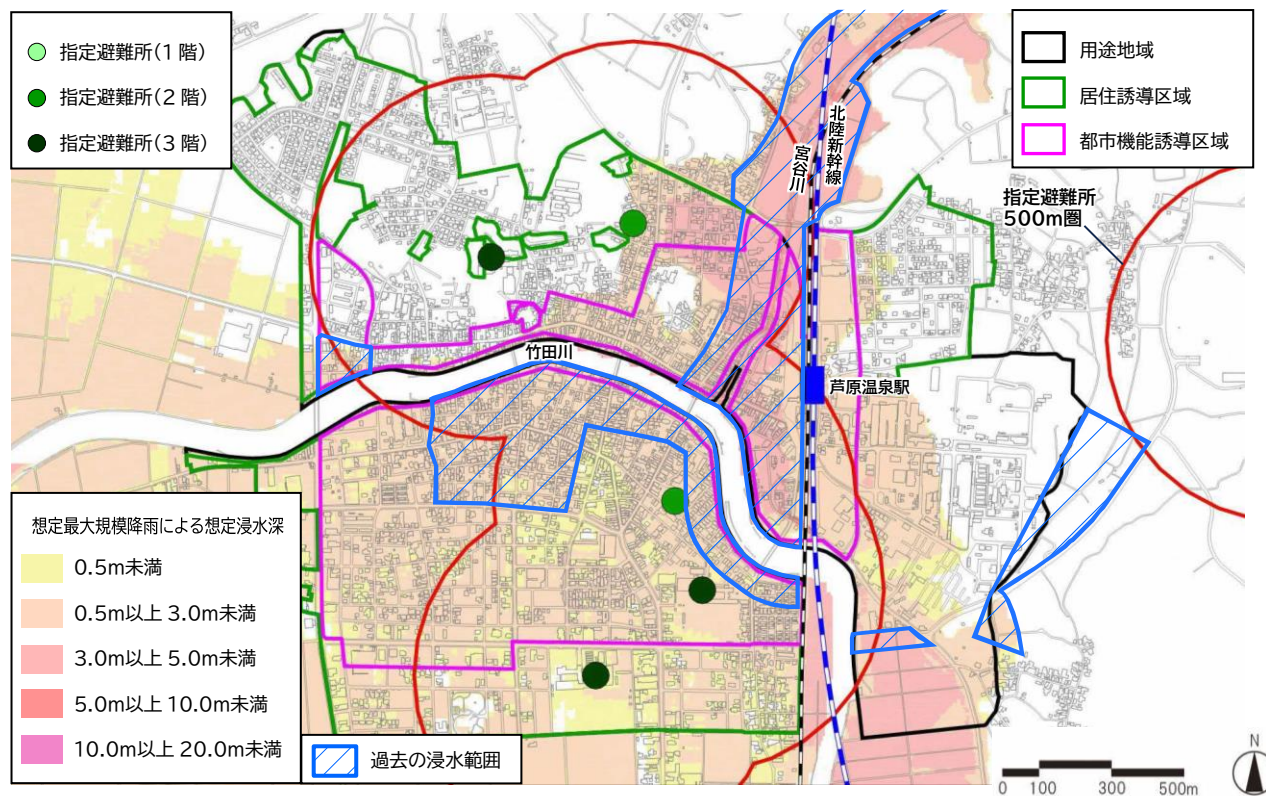 指定避難所(1階)
指定避難所(2階)
指定避難所(3階)
用途地域
居住誘導区域
都市機能誘導区域
北陸新幹線
宮谷川
指定避難所
500m圏
竹田川
芦原温泉駅
想定最大規模降雨による想定浸水深
0.5m未満
0.5m以上 3.0m未満
3.0m以上 5.0m未満
5.0m以上 10.0m未満
10.0m以上 20.0m未満
過去の浸水範囲
N
0 100 300 500m